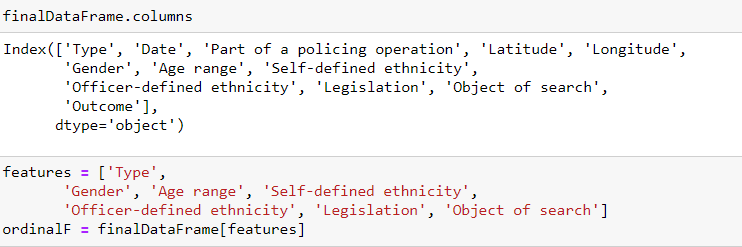 finalDataFrame.columns
Index(['Type', 'Date', 'Part of a policing operation', 'Latitude', 'Longitude',
'Gender', 'Age range', 'Self-defined ethnicity',
'Officer-defined ethnicity', 'Legislation', 'Object of search',
'Outcome'],
dtype='object')
features = ['Type',
'Gender', 'Age range', 'Self-defined ethnicity',
'Officer-defined ethnicity', 'Legislation', 'Object of search']
ordinalF = finalDataFrame[features]